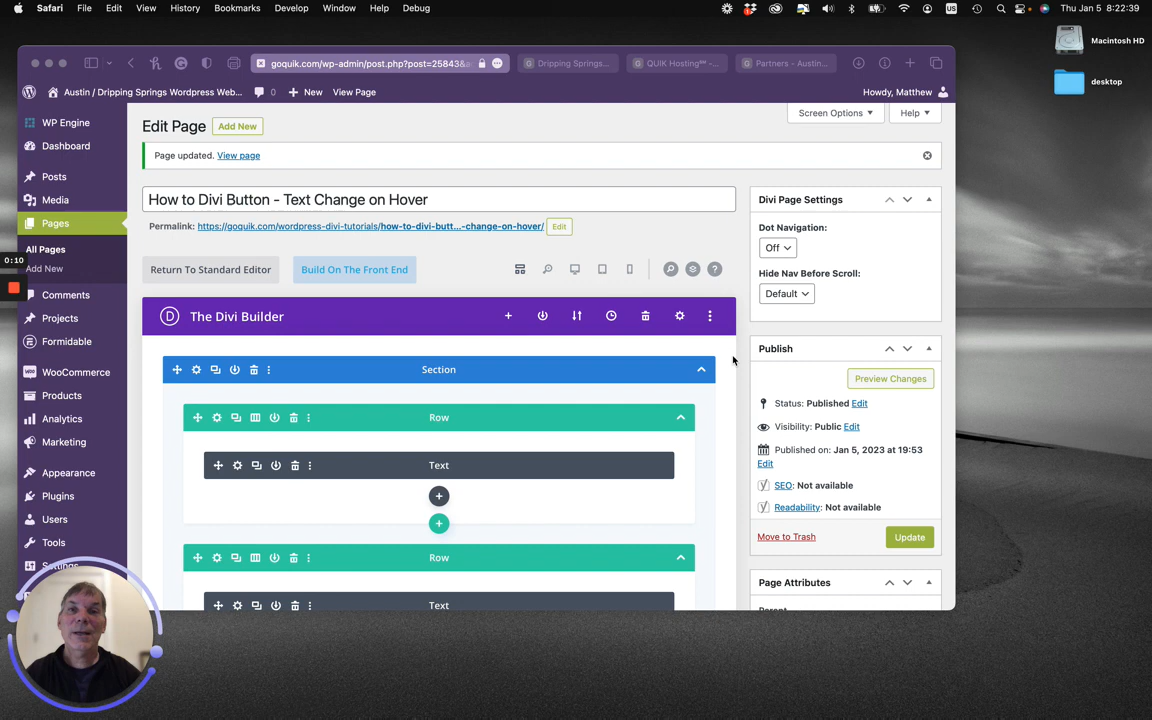 Safari File Edit View History Bookmarks Develop Window Help Debug US Thu Jan 5 8:22:39
Macintosh HD
desktop
goquik.com/wp-admin/post.php?post=25843&a
G Dripping Springs...
G QUIK Hosting℠ -...
G Partners - Austin...
Austin / Dripping Springs Wordpress Web... 0 New View Page Howdy, Matthew
WP Engine
Dashboard
Posts
Media
Pages
All Pages
Add New
Comments
Projects
Formidable
WooCommerce
Products
Analytics
Marketing
Appearance
Plugins
Users
Tools
Settings
0:10
Screen Options Help
Edit Page Add New
Page updated. View page
How to Divi Button - Text Change on Hover
Permalink: https://goquik.com/wordpress-divi-tutorials/how-to-divi-butt...-change-on-hover/ Edit
Return To Standard Editor Build On The Front End
D The Divi Builder
Section
Row
Text
Row
Text
Divi Page Settings
Dot Navigation:
Off
Hide Nav Before Scroll:
Default
Publish
Preview Changes
Status: Published Edit
Visibility: Public Edit
Published on: Jan 5, 2023 at 19:53
Edit
SEO: Not available
Readability: Not available
Move to Trash Update
Page Attributes